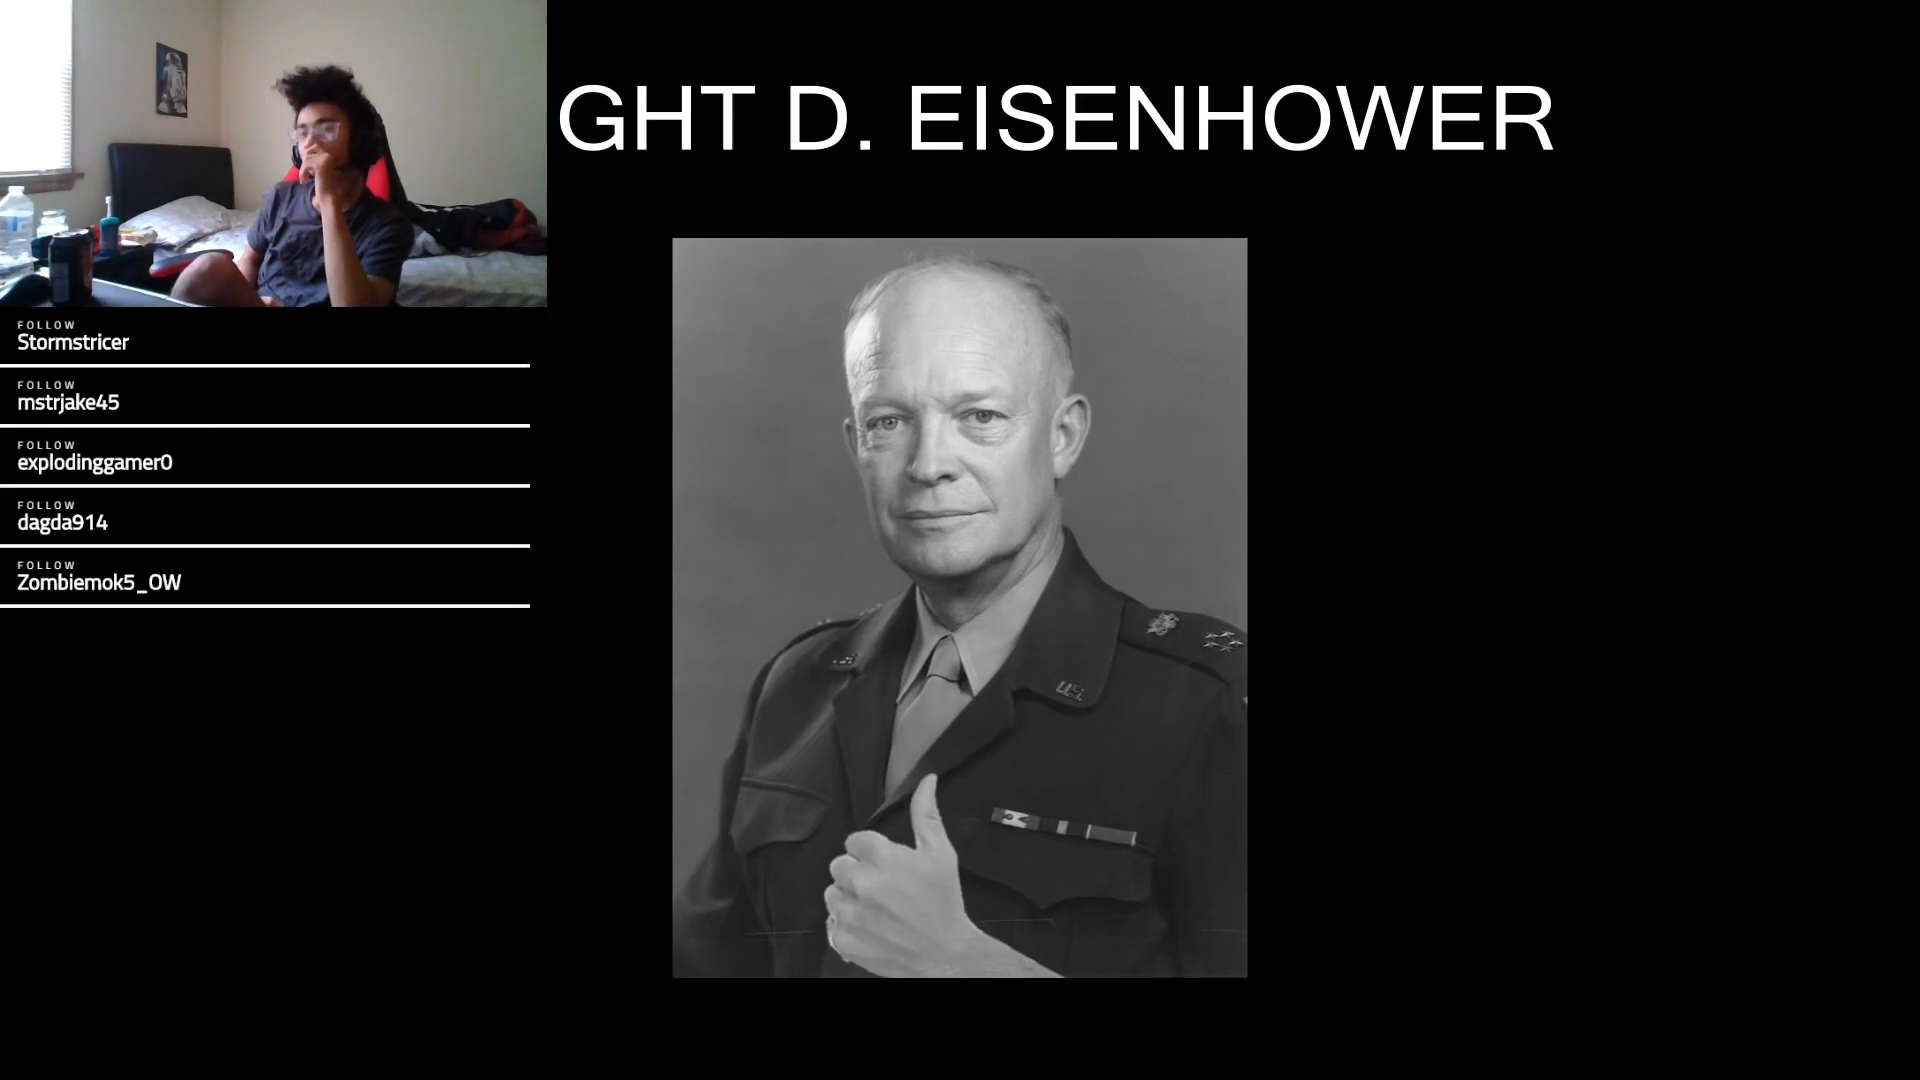 GHT D. EISENHOWER
FOLLOW
Stormstricer
FOLLOW
mstrjake45
FOLLOW
explodinggamer0
FOLLOW
dagda914
FOLLOW
Zombiemok5_OW
U.S.